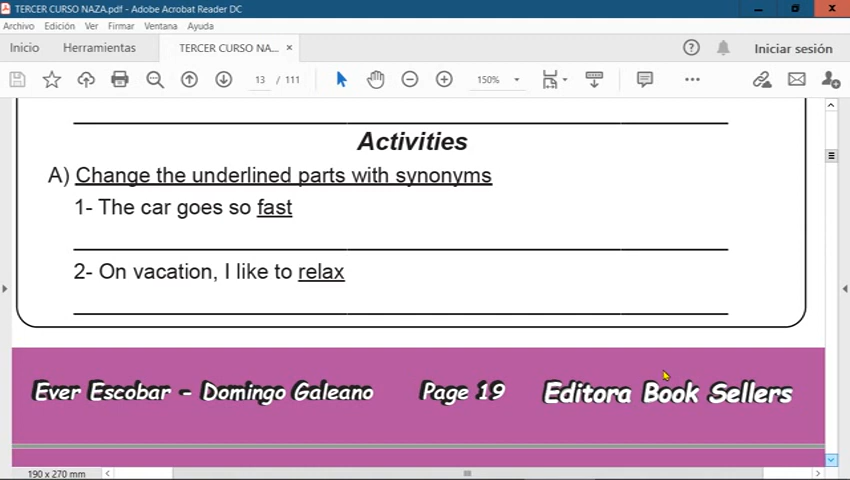 TERCER CURSO NAZA.pdf - Adobe Acrobat Reader DC
Archivo Edición Ver Firmar Ventana Ayuda
Inicio Herramientas TERCER CURSO NA... × Iniciar sesión
13 / 111 150%
Activities
A) Change the underlined parts with synonyms
1- The car goes so fast
2- On vacation, I like to relax
Ever Escobar - Domingo Galeano Page 19 Editora Book Sellers
190 x 270 mm